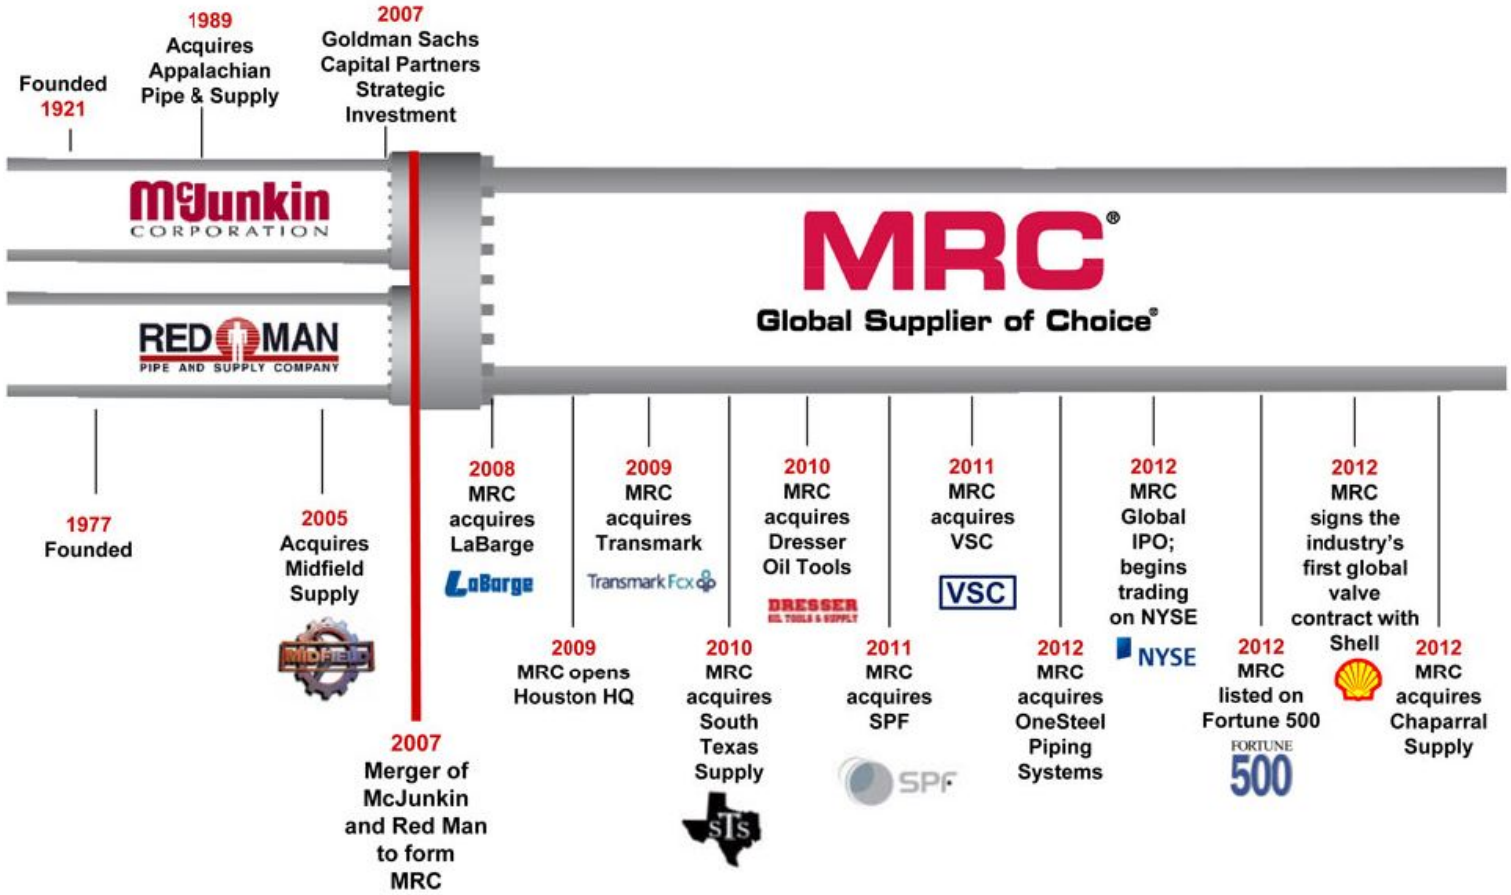 Founded
1921
1989
Acquires
Appalachian
Pipe & Supply
2007
Goldman Sachs
Capital Partners
Strategic
Investment
McJunkin
CORPORATION
RED MAN
PIPE AND SUPPLY COMPANY
MRC®
Global Supplier of Choice®
1977
Founded
2005
Acquires
Midfield
Supply
MIDFIELD
2007
Merger of
McJunkin
and Red Man
to form
MRC
2008
MRC
acquires
LaBarge
LaBarge
2009
MRC opens
Houston HQ
2009
MRC
acquires
Transmark
Transmark Fcx
2010
MRC
acquires
South
Texas
Supply
STS
2010
MRC
acquires
Dresser
Oil Tools
DRESSER
OIL TOOLS & SUPPLY
2011
MRC
acquires
SPF
SPF
2011
MRC
acquires
VSC
VSC
2012
MRC
acquires
OneSteel
Piping
Systems
2012
MRC
Global
IPO;
begins
trading
on NYSE
NYSE
2012
MRC
listed on
Fortune 500
FORTUNE
500
2012
MRC
signs the
industry's
first global
valve
contract with
Shell
2012
MRC
acquires
Chaparral
Supply